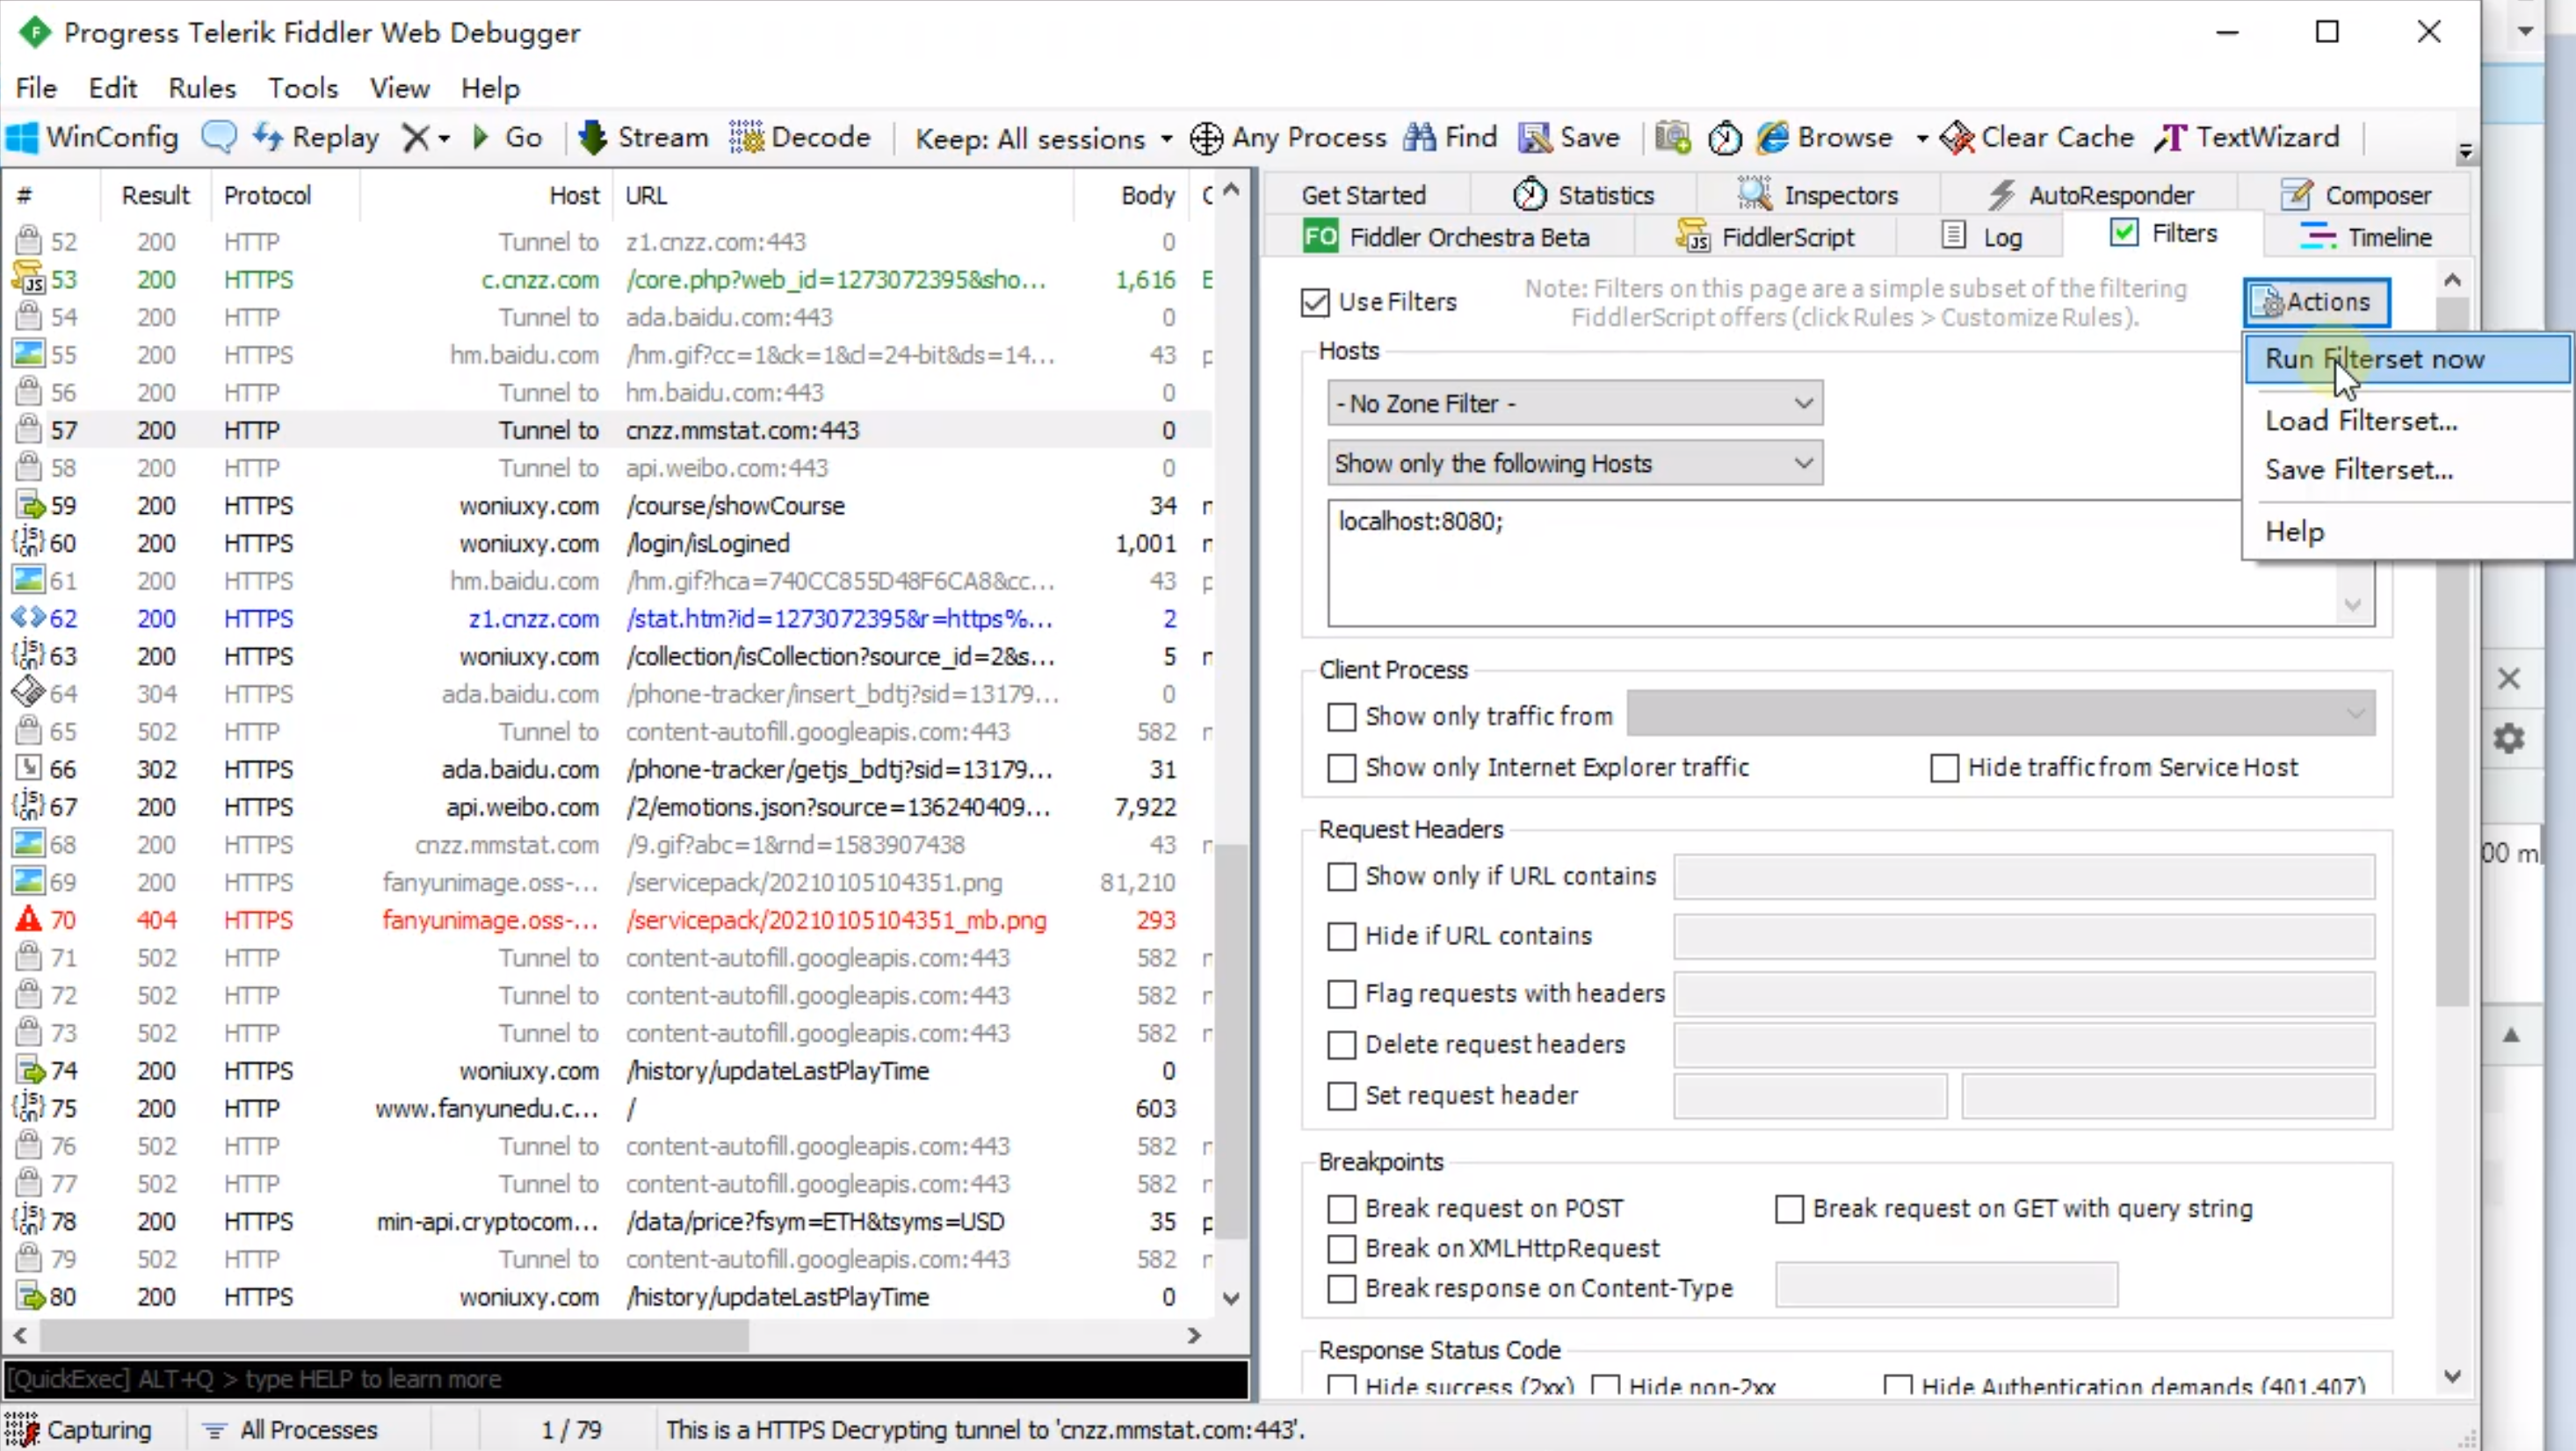 Progress Telerik Fiddler Web Debugger
File Edit Rules Tools View Help
WinConfig Replay Go Stream Decode Keep: All sessions Any Process Find Save Browse Clear Cache TextWizard
# Result Protocol Host URL Body C
52 200 HTTP Tunnel to z1.cnzz.com:443 0
53 200 HTTPS c.cnzz.com /core.php?web_id=1273072395&sho... 1,616 E
54 200 HTTP Tunnel to ada.baidu.com:443 0
55 200 HTTPS hm.baidu.com /hm.gif?cc=1&ck=1&cl=24-bit&ds=14... 43 p
56 200 HTTP Tunnel to hm.baidu.com:443 0
57 200 HTTP Tunnel to cnzz.mmstat.com:443 0
58 200 HTTP Tunnel to api.weibo.com:443 0
59 200 HTTPS woniuxy.com /course/showCourse 34
60 200 HTTPS woniuxy.com /login/isLogined 1,001
61 200 HTTPS hm.baidu.com /hm.gif?hca=740CC855D48F6CA8&cc... 43 p
62 200 HTTPS z1.cnzz.com /stat.htm?id=1273072395&r=https%... 2
63 200 HTTPS woniuxy.com /collection/isCollection?source_id=2&s... 5
64 304 HTTPS ada.baidu.com /phone-tracker/insert_bdtj?sid=13179... 0
65 502 HTTP Tunnel to content-autofill.googleapis.com:443 582
66 302 HTTPS ada.baidu.com /phone-tracker/getjs_bdtj?sid=13179... 31
67 200 HTTPS api.weibo.com /2/emotions.json?source=136240409... 7,922
68 200 HTTPS cnzz.mmstat.com /9.gif?abc=1&rnd=1583907438 43
69 200 HTTPS fanyunimage.oss-... /servicepack/20210105104351.png 81,210
70 404 HTTPS fanyunimage.oss-... /servicepack/20210105104351_mb.png 293
71 502 HTTP Tunnel to content-autofill.googleapis.com:443 582
72 502 HTTP Tunnel to content-autofill.googleapis.com:443 582
73 502 HTTP Tunnel to content-autofill.googleapis.com:443 582
74 200 HTTPS woniuxy.com /history/updateLastPlayTime 0
75 200 HTTP www.fanyunedu.c... / 603
76 502 HTTP Tunnel to content-autofill.googleapis.com:443 582
77 502 HTTP Tunnel to content-autofill.googleapis.com:443 582
78 200 HTTPS min-api.cryptocom... /data/price?fsym=ETH&tsyms=USD 35 p
79 502 HTTP Tunnel to content-autofill.googleapis.com:443 582
80 200 HTTPS woniuxy.com /history/updateLastPlayTime 0
[QuickExec] ALT+Q > type HELP to learn more
Capturing All Processes 1 / 79 This is a HTTPS Decrypting tunnel to 'cnzz.mmstat.com:443'.
Get Started Statistics Inspectors AutoResponder Composer
FO Fiddler Orchestra Beta FiddlerScript Log Filters Timeline
Use Filters
Note: Filters on this page are a simple subset of the filtering
FiddlerScript offers (click Rules > Customize Rules).
Actions
Run Filterset now
Load Filterset...
Save Filterset...
Help
Hosts
- No Zone Filter -
Show only the following Hosts
localhost:8080;
Client Process
Show only traffic from
Show only Internet Explorer traffic Hide traffic from Service Host
Request Headers
Show only if URL contains
Hide if URL contains
Flag requests with headers
Delete request headers
Set request header
Breakpoints
Break request on POST Break request on GET with query string
Break on XMLHttpRequest
Break response on Content-Type
Response Status Code
Hide success (2xx) Hide non-2xx Hide Authentication demands (401,407)
00 m